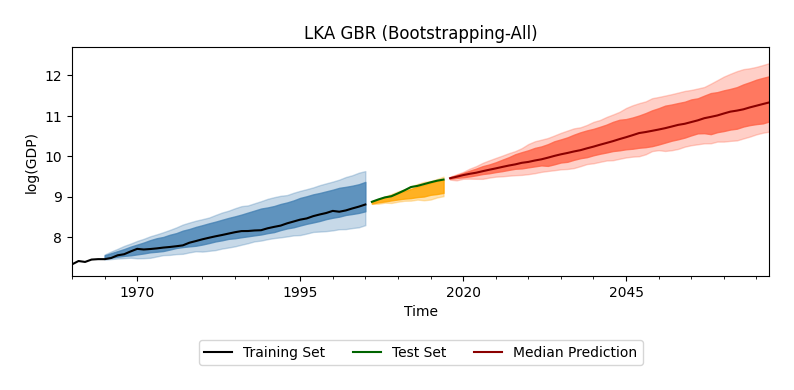 LKA GBR (Bootstrapping-All)
12
11
10
9
8
log(GDP)
1970 1995 2020 2045
Time
Training Set Test Set Median Prediction